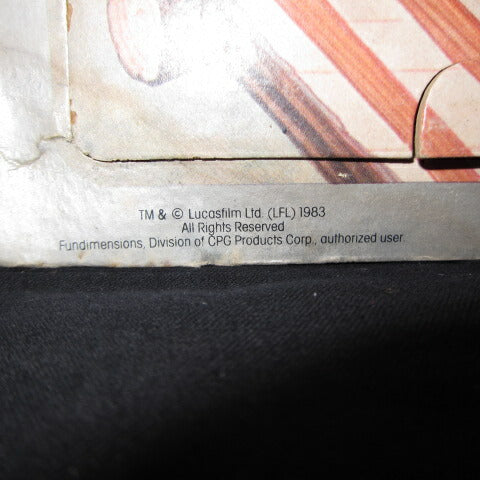 TM & © Lucasfilm Ltd. (LFL) 1983
All Rights Reserved
Fundimensions, Division of CPG Products Corp., authorized user.